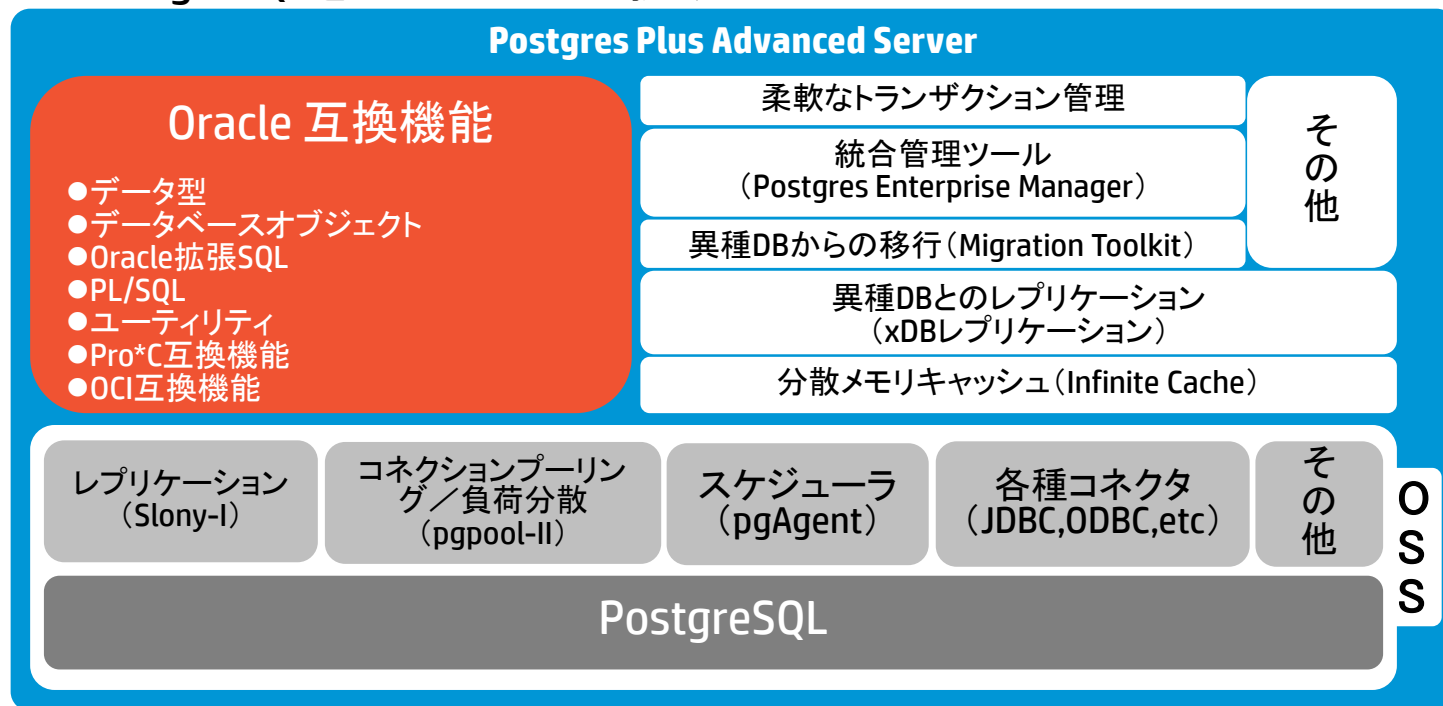 Postgres Plus Advanced Server
Oracle 互換機能
●データ型
●データベースオブジェクト
●Oracle拡張SQL
●PL/SQL
●ユーティリティ
●Pro*C互換機能
●OCI互換機能
柔軟なトランザクション管理
統合管理ツール
（Postgres Enterprise Manager）
異種DBからの移行（Migration Toolkit）
その他
異種DBとのレプリケーション
（xDBレプリケーション）
分散メモリキャッシュ（Infinite Cache）
レプリケーション
（Slony-I）
コネクションプーリン
グ／負荷分散
（pgpool-II）
スケジューラ
（pgAgent）
各種コネクタ
（JDBC,ODBC,etc）
その他
OSS
PostgreSQL